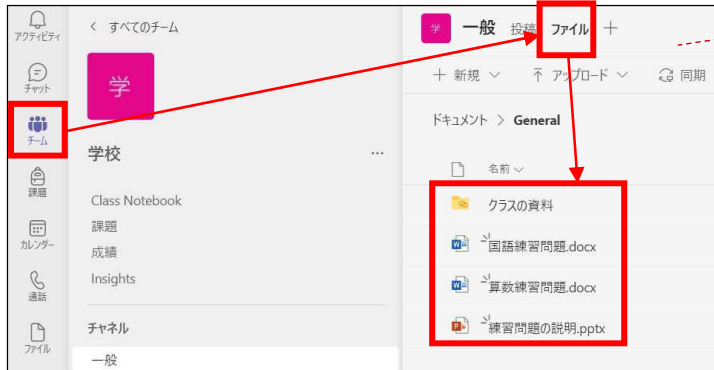 アクティビティ
チャット
チーム
課題
カレンダー
通話
ファイル
< すべてのチーム
学
学校
...
Class Notebook
課題
成績
Insights
チャネル
一般
学 一般 投稿 ファイル +
+ 新規 アップロード 同期
ドキュメント > General
名前
クラスの資料
国語練習問題.docx
算数練習問題.docx
練習問題の説明.pptx